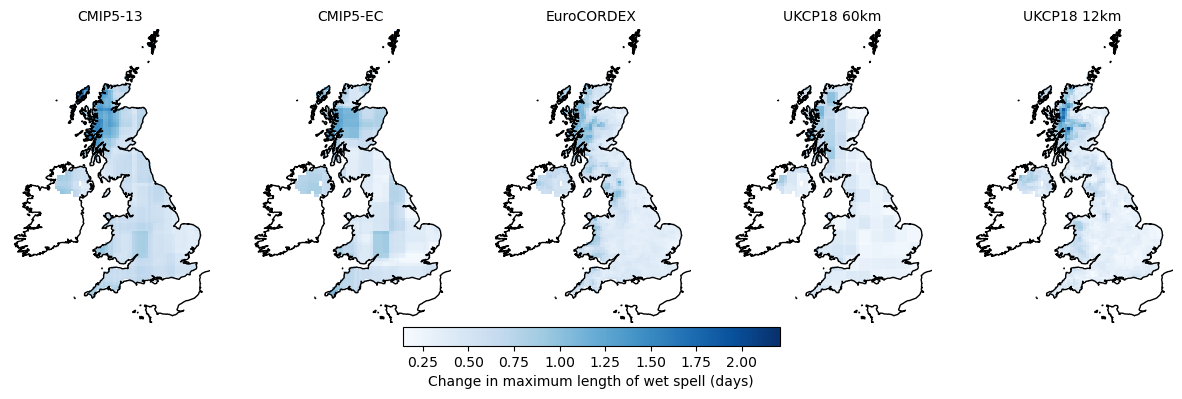 CMIP5-13 CMIP5-EC EuroCORDEX UKCP18 60km UKCP18 12km
0.25 0.50 0.75 1.00 1.25 1.50 1.75 2.00
Change in maximum length of wet spell (days)